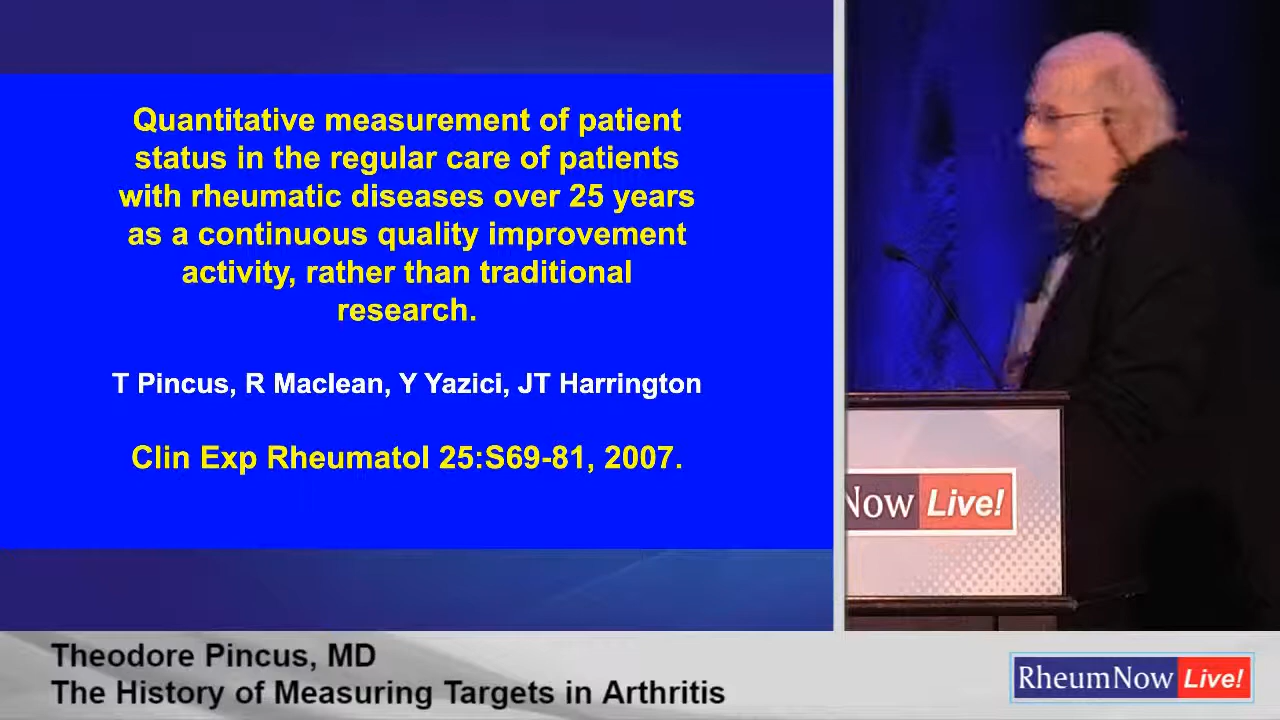 Quantitative measurement of patient
status in the regular care of patients
with rheumatic diseases over 25 years
as a continuous quality improvement
activity, rather than traditional
research.
T Pincus, R Maclean, Y Yazici, JT Harrington
Clin Exp Rheumatol 25:S69-81, 2007.
Now Live!
Theodore Pincus, MD
The History of Measuring Targets in Arthritis
RheumNow Live!